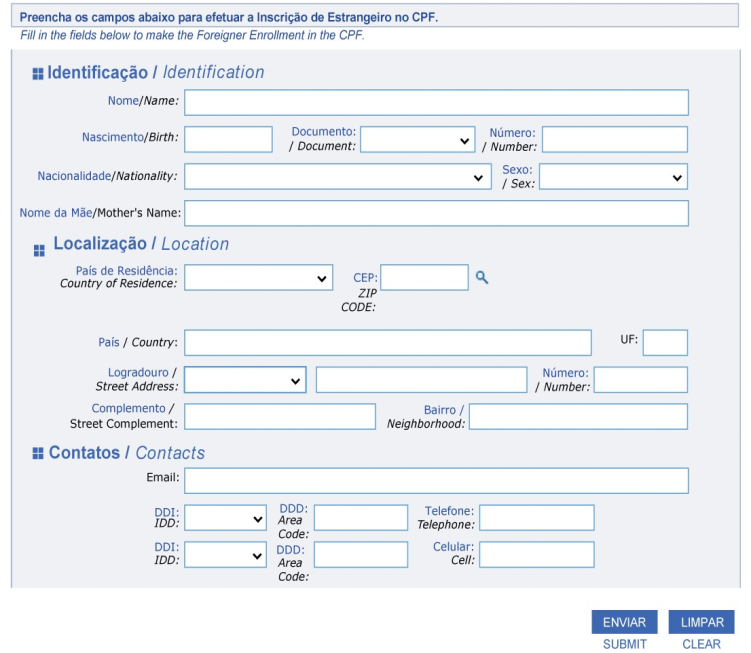 Preencha os campos abaixo para efetuar a Inscrição de Estrangeiro no CPF.
Fill in the fields below to make the Foreigner Enrollment in the CPF.
Identificação / Identification
Nome/Name:
Nascimento/Birth: Documento: / Document: Número: / Number:
Nacionalidade/Nationality: Sexo: / Sex:
Nome da Mãe/Mother's Name:
Localização / Location
País de Residência: CEP:
Country of Residence: ZIP
CODE:
País / Country: UF:
Logradouro / Número:
Street Address: / Number:
Complemento / Bairro /
Street Complement: Neighborhood:
Contatos / Contacts
Email:
DDI: DDD: Telefone:
IDD: Area Telephone:
Code:
DDI: DDD: Celular:
IDD: Area Cell:
Code:
ENVIAR LIMPAR
SUBMIT CLEAR